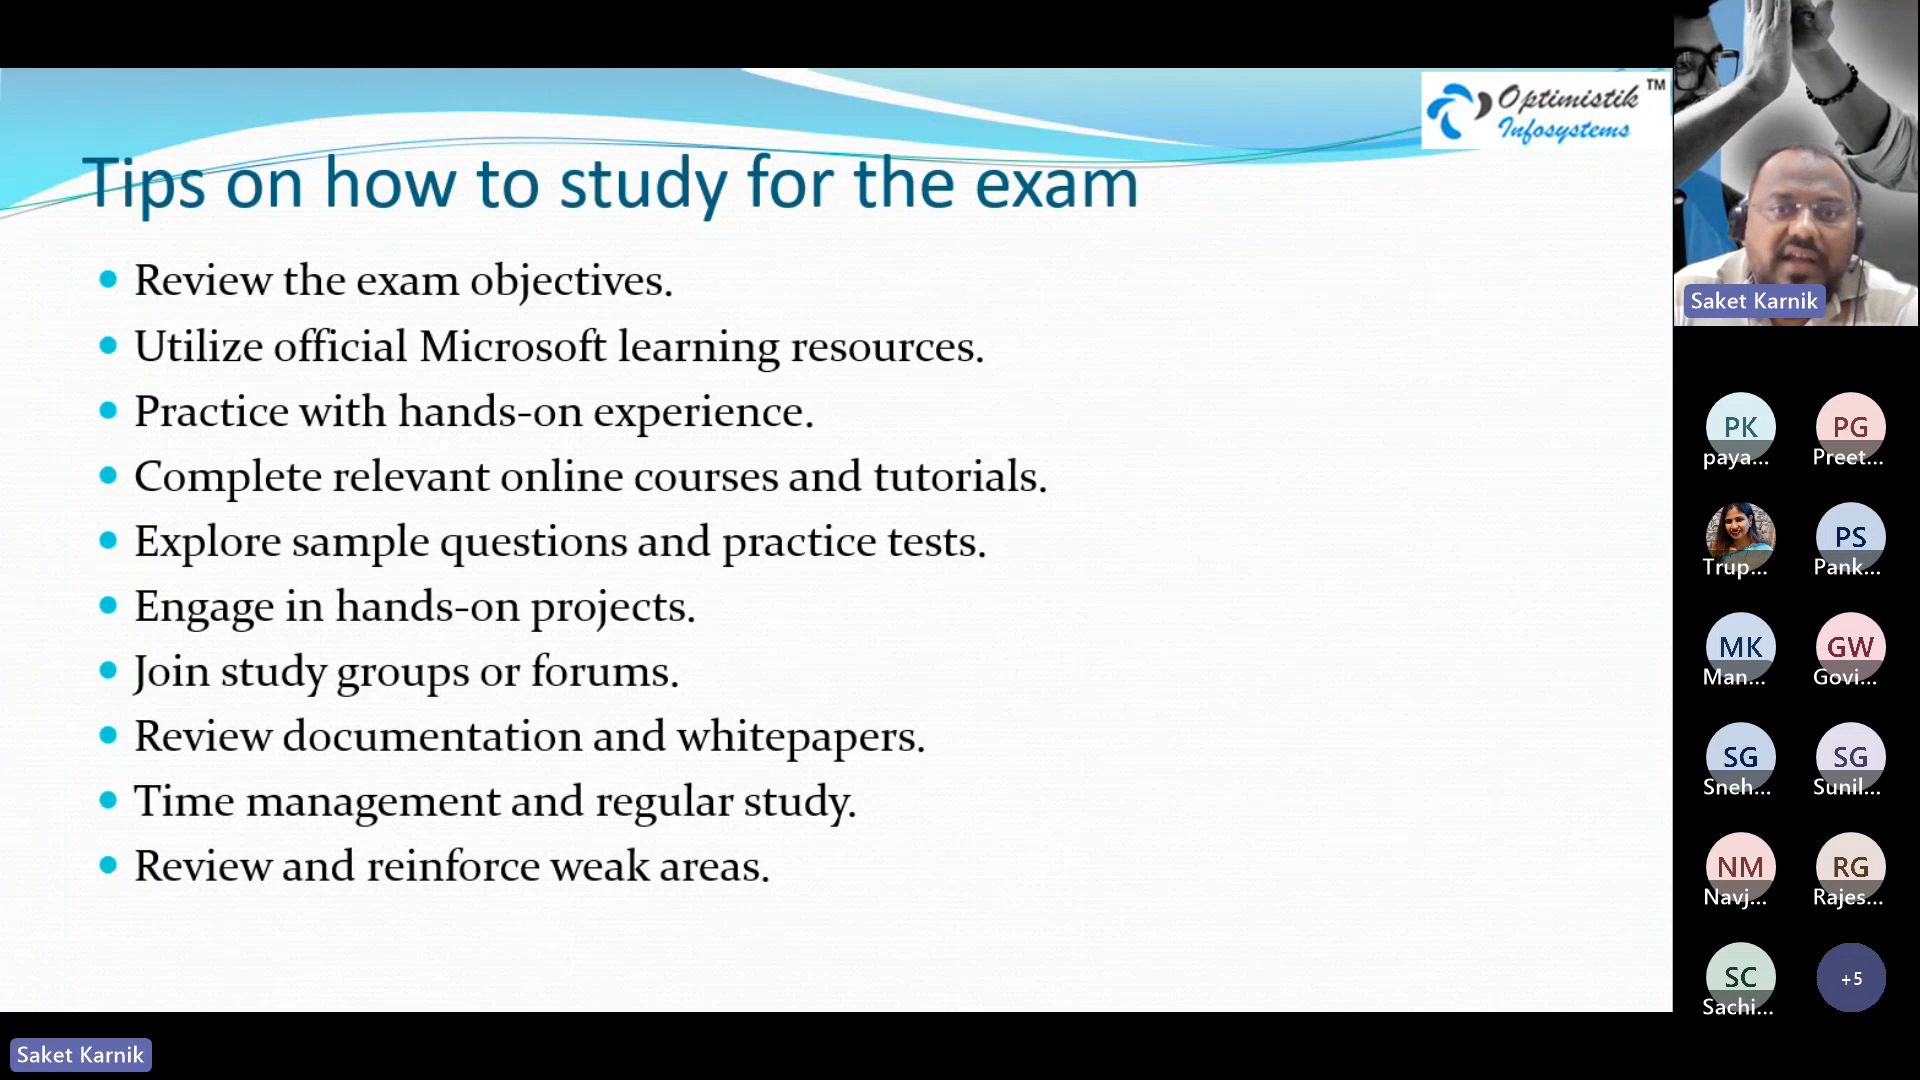 Optimistik TM
Infosystems
Tips on how to study for the exam
• Review the exam objectives.
• Utilize official Microsoft learning resources.
• Practice with hands-on experience.
• Complete relevant online courses and tutorials.
• Explore sample questions and practice tests.
• Engage in hands-on projects.
• Join study groups or forums.
• Review documentation and whitepapers.
• Time management and regular study.
• Review and reinforce weak areas.
Saket Karnik
PK PG
paya... Preet...
PS
Trup... Pank...
MK GW
Man... Govi...
SG SG
Sneh... Sunil...
NM RG
Navj... Rajes...
SC +5
Sachi...
Saket Karnik